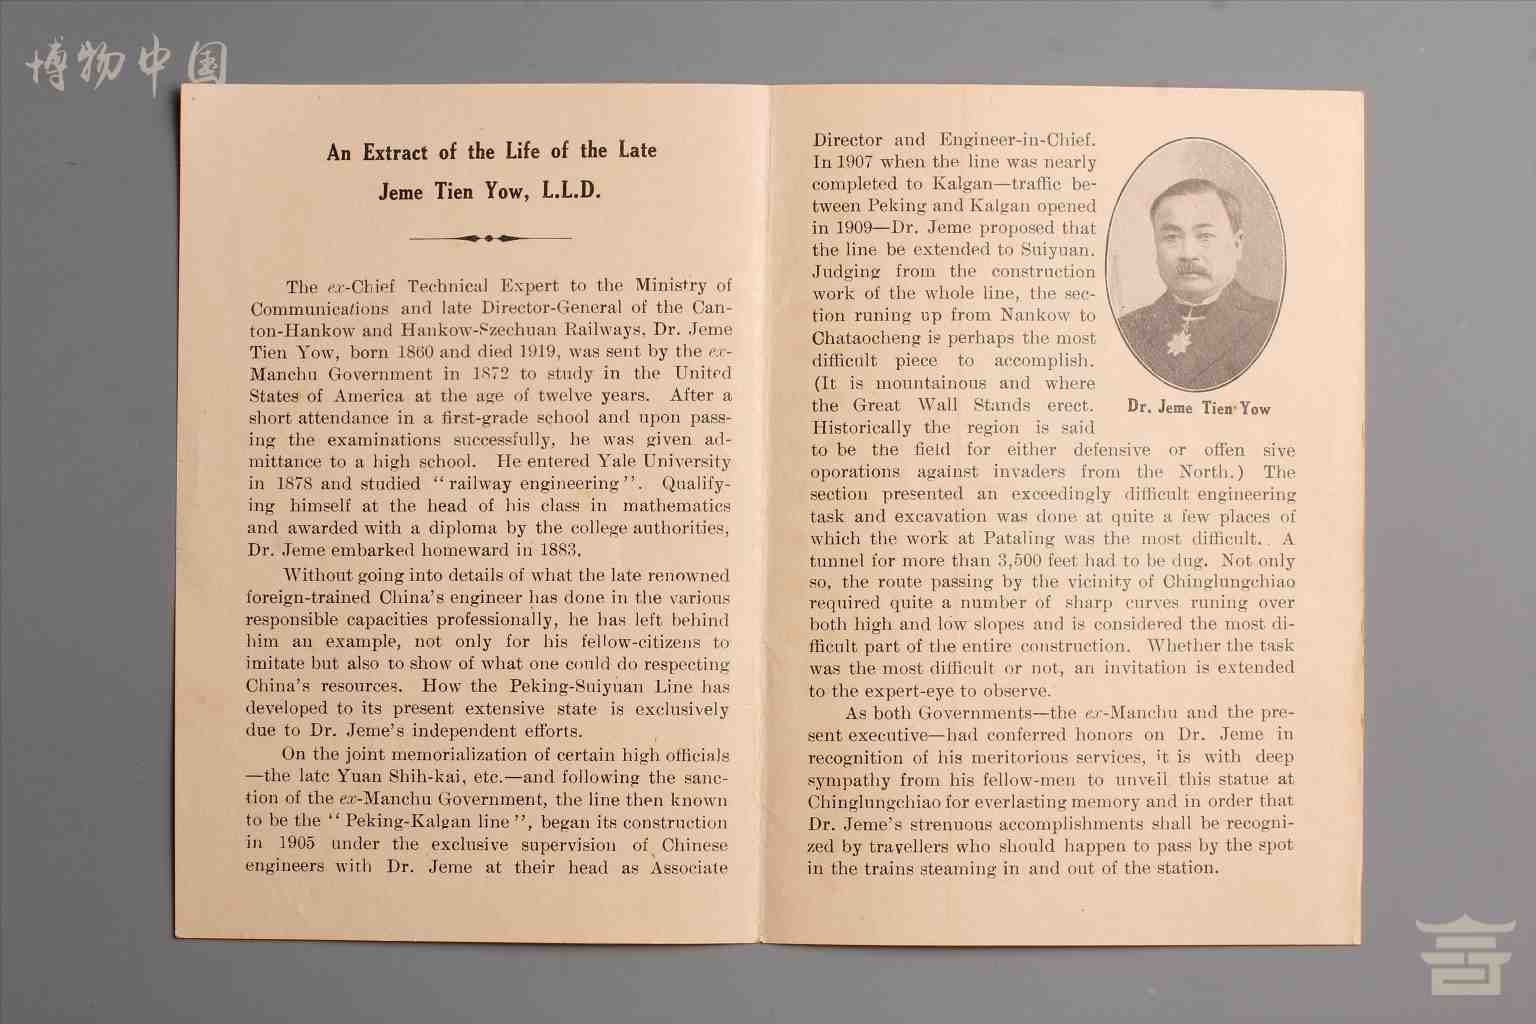 博物中国
An Extract of the Life of the Late
Jeme Tien Yow, L.L.D.
The ex-Chief Technical Expert to the Ministry of
Communications and late Director-General of the Can-
ton-Hankow and Hankow-Szechuan Railways, Dr. Jeme
Tien Yow, born 1860 and died 1919, was sent by the ex-
Manchu Government in 1872 to study in the United
States of America at the age of twelve years. After a
short attendance in a first-grade school and upon pass-
ing the examinations successfully, he was given ad-
mittance to a high school. He entered Yale University
in 1878 and studied “railway engineering”. Qualify-
ing himself at the head of his class in mathematics
and awarded with a diploma by the college authorities,
Dr. Jeme embarked homeward in 1883.
Without going into details of what the late renowned
foreign-trained China's engineer has done in the various
responsible capacities professionally, he has left behind
him an example, not only for his fellow-citizens to
imitate but also to show of what one could do respecting
China's resources. How the Peking-Suiyuan Line has
developed to its present extensive state is exclusively
due to Dr. Jeme's independent efforts.
On the joint memorialization of certain high officials
—the late Yuan Shih-kai, etc.—and following the sanc-
tion of the ex-Manchu Government, the line then known
to be the “Peking-Kalgan line”, began its construction
in 1905 under the exclusive supervision of Chinese
engineers with Dr. Jeme at their head as Associate
Director and Engineer-in-Chief.
In 1907 when the line was nearly
completed to Kalgan—traffic be-
tween Peking and Kalgan opened
in 1909—Dr. Jeme proposed that
the line be extended to Suiyuan.
Judging from the construction
work of the whole line, the sec-
tion runing up from Nankow to
Chataocheng is perhaps the most
difficult piece to accomplish.
(It is mountainous and where
the Great Wall Stands erect.
Historically the region is said
to be the field for either defensive or offen sive
oporations against invaders from the North.) The
section presented an exceedingly difficult engineering
task and excavation was done at quite a few places of
which the work at Pataling was the most difficult. A
tunnel for more than 3,500 feet had to be dug. Not only
so, the route passing by the vicinity of Chinglungchiao
required quite a number of sharp curves runing over
both high and low slopes and is considered the most di-
fficult part of the entire construction. Whether the task
was the most difficult or not, an invitation is extended
to the expert-eye to observe.
As both Governments—the ex-Manchu and the pre-
sent executive—had conferred honors on Dr. Jeme in
recognition of his meritorious services, it is with deep
sympathy from his fellow-men to unveil this statue at
Chinglungchiao for everlasting memory and in order that
Dr. Jeme's strenuous accomplishments shall be recogni-
zed by travellers who should happen to pass by the spot
in the trains steaming in and out of the station.
Dr. Jeme Tien Yow